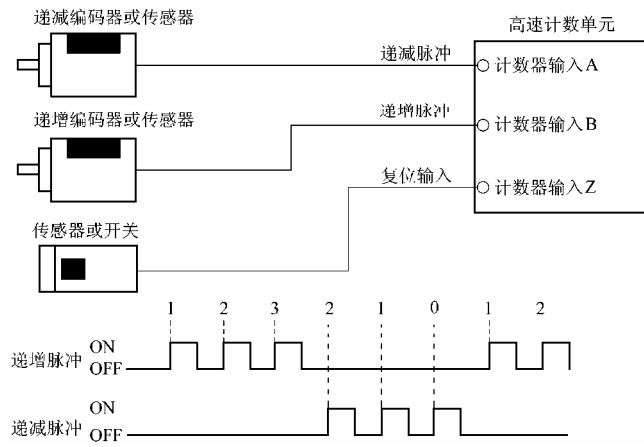 递减编码器或传感器
高速计数单元
递减脉冲
计数器输入A
递增编码器或传感器
递增脉冲
计数器输入B
复位输入
计数器输入Z
传感器或开关
1 2 3 2 1 0 1 2
递增脉冲 ON
OFF
递减脉冲 ON
OFF